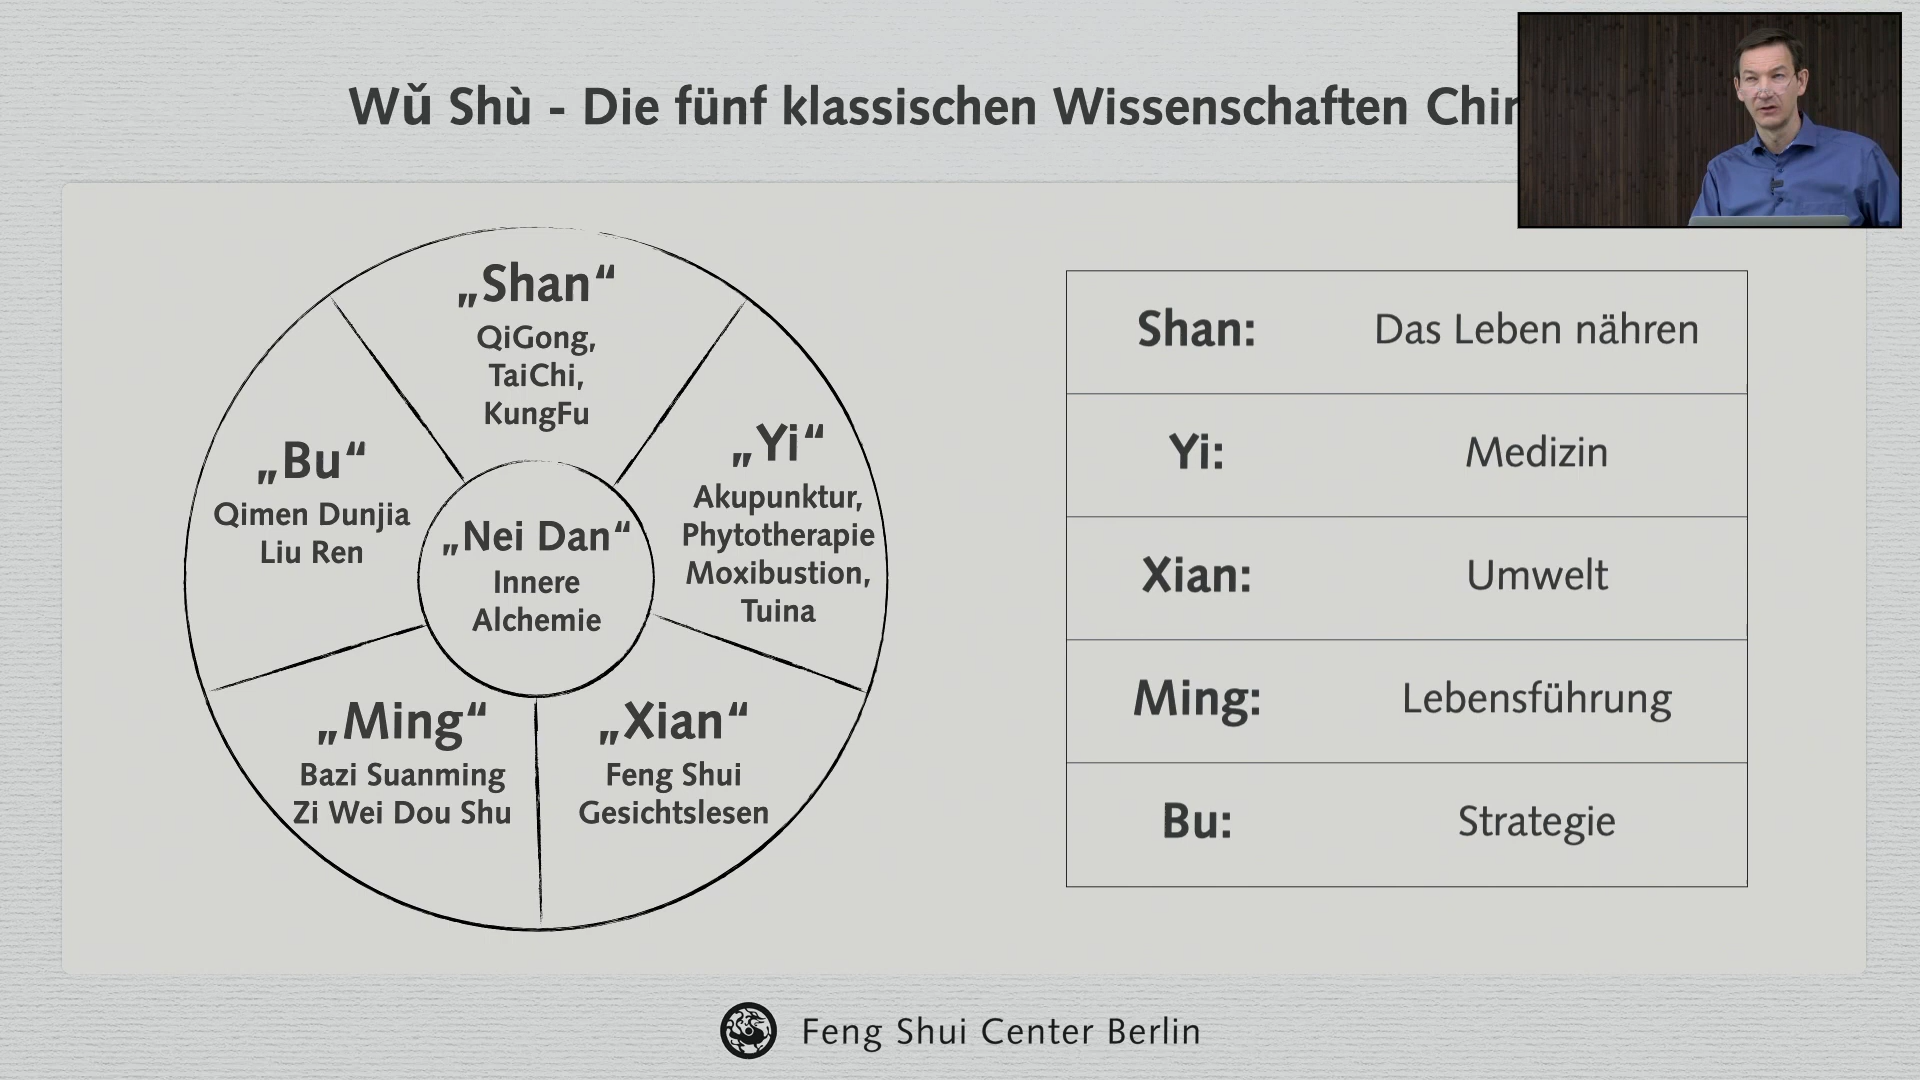 Wǔ Shù - Die fünf klassischen Wissenschaften
„Shan“
QiGong,
TaiChi,
KungFu
„Yi“
Akupunktur,
Phytotherapie
Moxibustion,
Tuina
„Bu“
Qimen Dunjia
Liu Ren
„Nei Dan“
Innere
Alchemie
„Ming“
Bazi Suanming
Zi Wei Dou Shu
„Xian“
Feng Shui
Gesichtslesen
Shan: Das Leben nähren
Yi: Medizin
Xian: Umwelt
Ming: Lebensführung
Bu: Strategie
Feng Shui Center Berlin